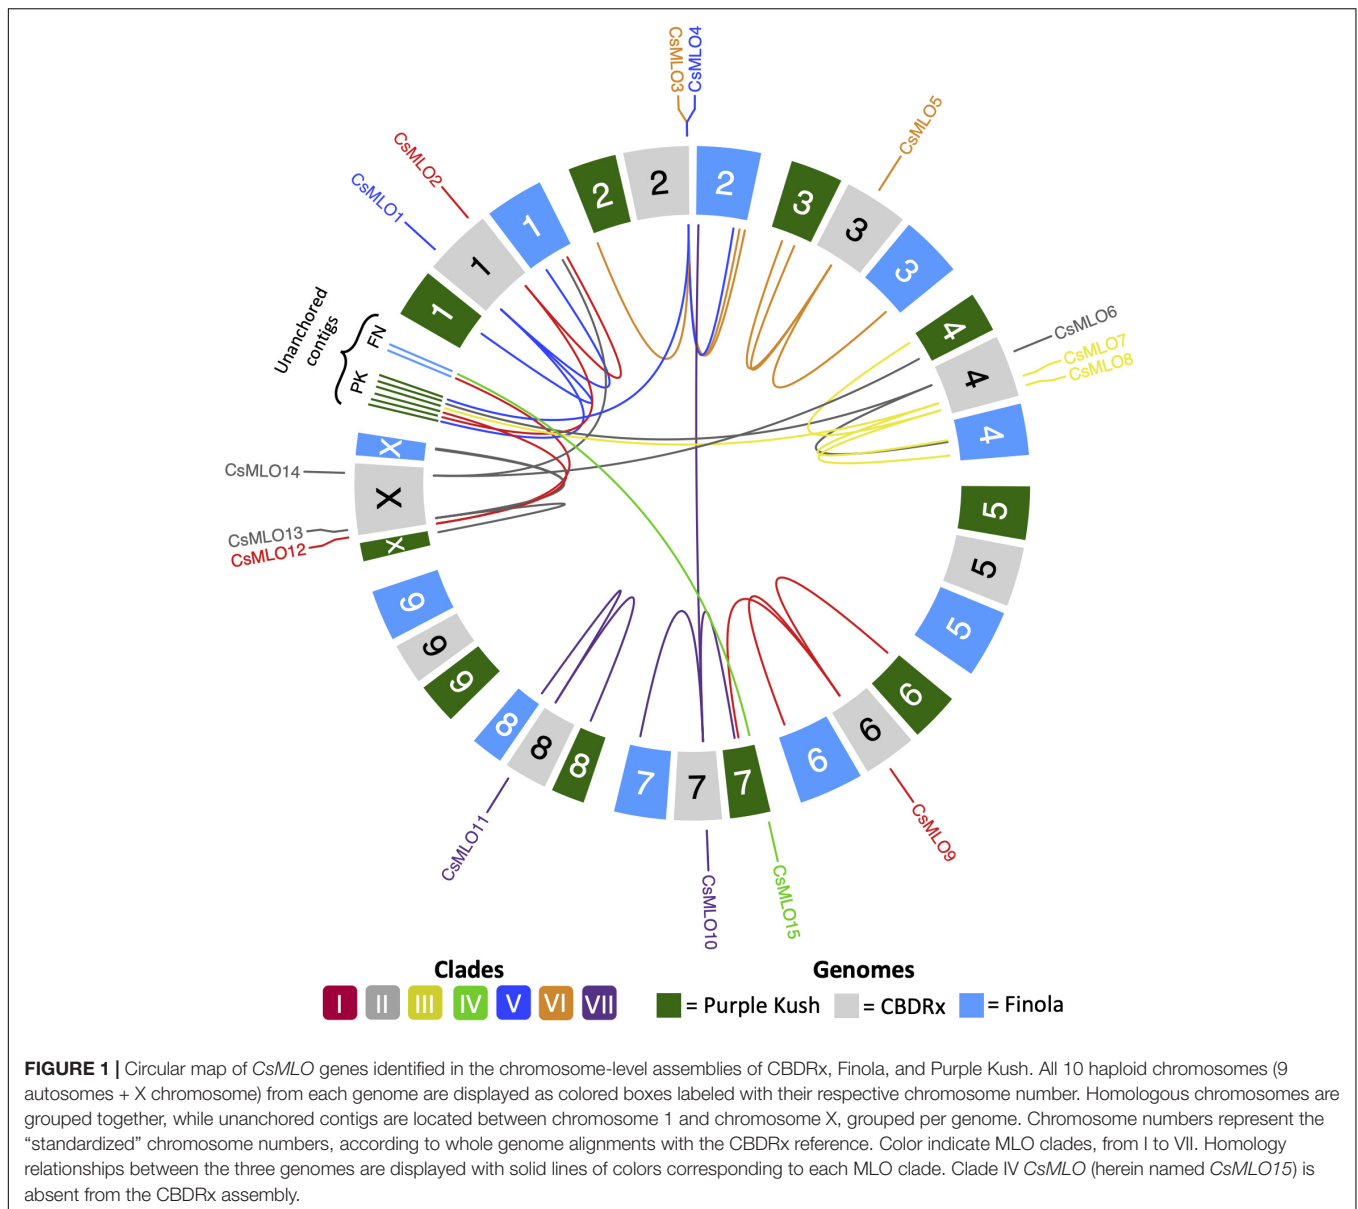 CsMLO3
CsMLO4
CsMLO5
CsMLO2
CsMLO1
2
2
2
3
3
3
1
1
1
Unanchored
contigs
FN
PK
4
4
4
CsMLO6
CsMLO7
CsMLO8
X
X
X
CsMLO14
CsMLO13
CsMLO12
5
5
5
9
9
9
6
6
6
8
8
8
7
7
7
CsMLO9
CsMLO11
CsMLO10
CsMLO15
Clades
I II III IV V VI VII
Genomes
= Purple Kush = CBDRx = Finola
FIGURE 1 | Circular map of CsMLO genes identified in the chromosome-level assemblies of CBDRx, Finola, and Purple Kush. All 10 haploid chromosomes (9
autosomes + X chromosome) from each genome are displayed as colored boxes labeled with their respective chromosome number. Homologous chromosomes are
grouped together, while unanchored contigs are located between chromosome 1 and chromosome X, grouped per genome. Chromosome numbers represent the
“standardized” chromosome numbers, according to whole genome alignments with the CBDRx reference. Color indicate MLO clades, from I to VII. Homology
relationships between the three genomes are displayed with solid lines of colors corresponding to each MLO clade. Clade IV CsMLO (herein named CsMLO15) is
absent from the CBDRx assembly.